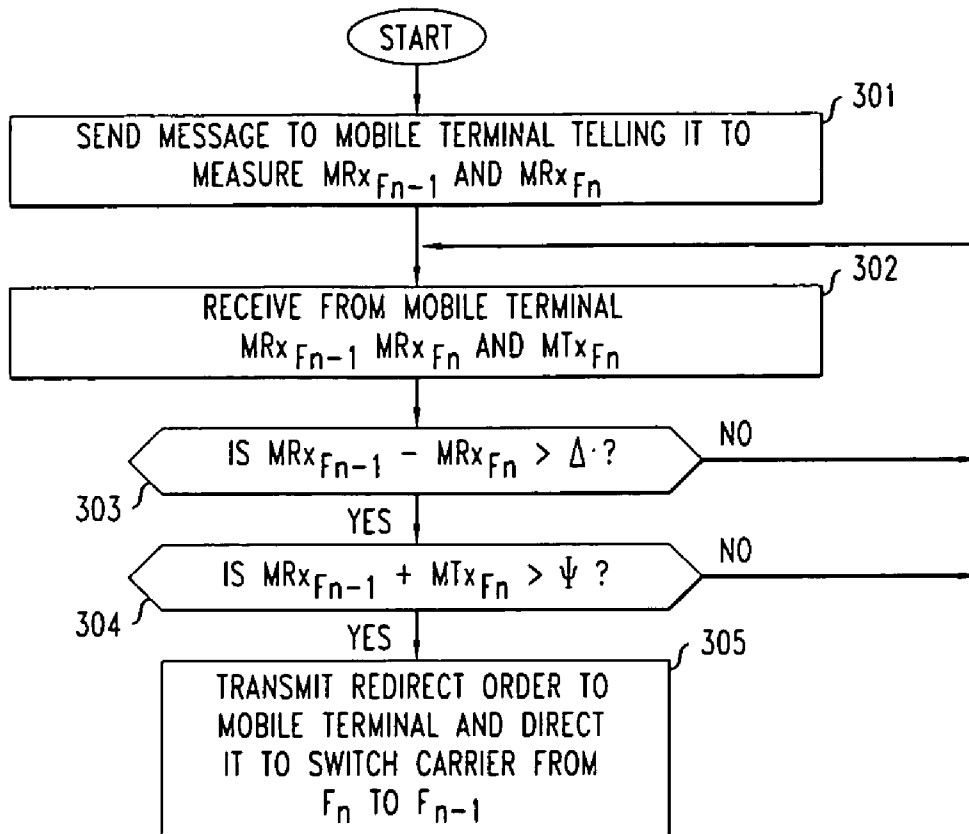 START
301
SEND MESSAGE TO MOBILE TERMINAL TELLING IT TO
MEASURE MRx Fn-1 AND MRx Fn
302
RECEIVE FROM MOBILE TERMINAL
MRx Fn-1 MRx Fn AND MTx Fn
IS MRx Fn-1 - MRx Fn > Δ·?
NO
303
YES
IS MRx Fn-1 + MTx Fn > Ψ ?
NO
304
YES
305
TRANSMIT REDIRECT ORDER TO
MOBILE TERMINAL AND DIRECT
IT TO SWITCH CARRIER FROM
Fn TO Fn-1